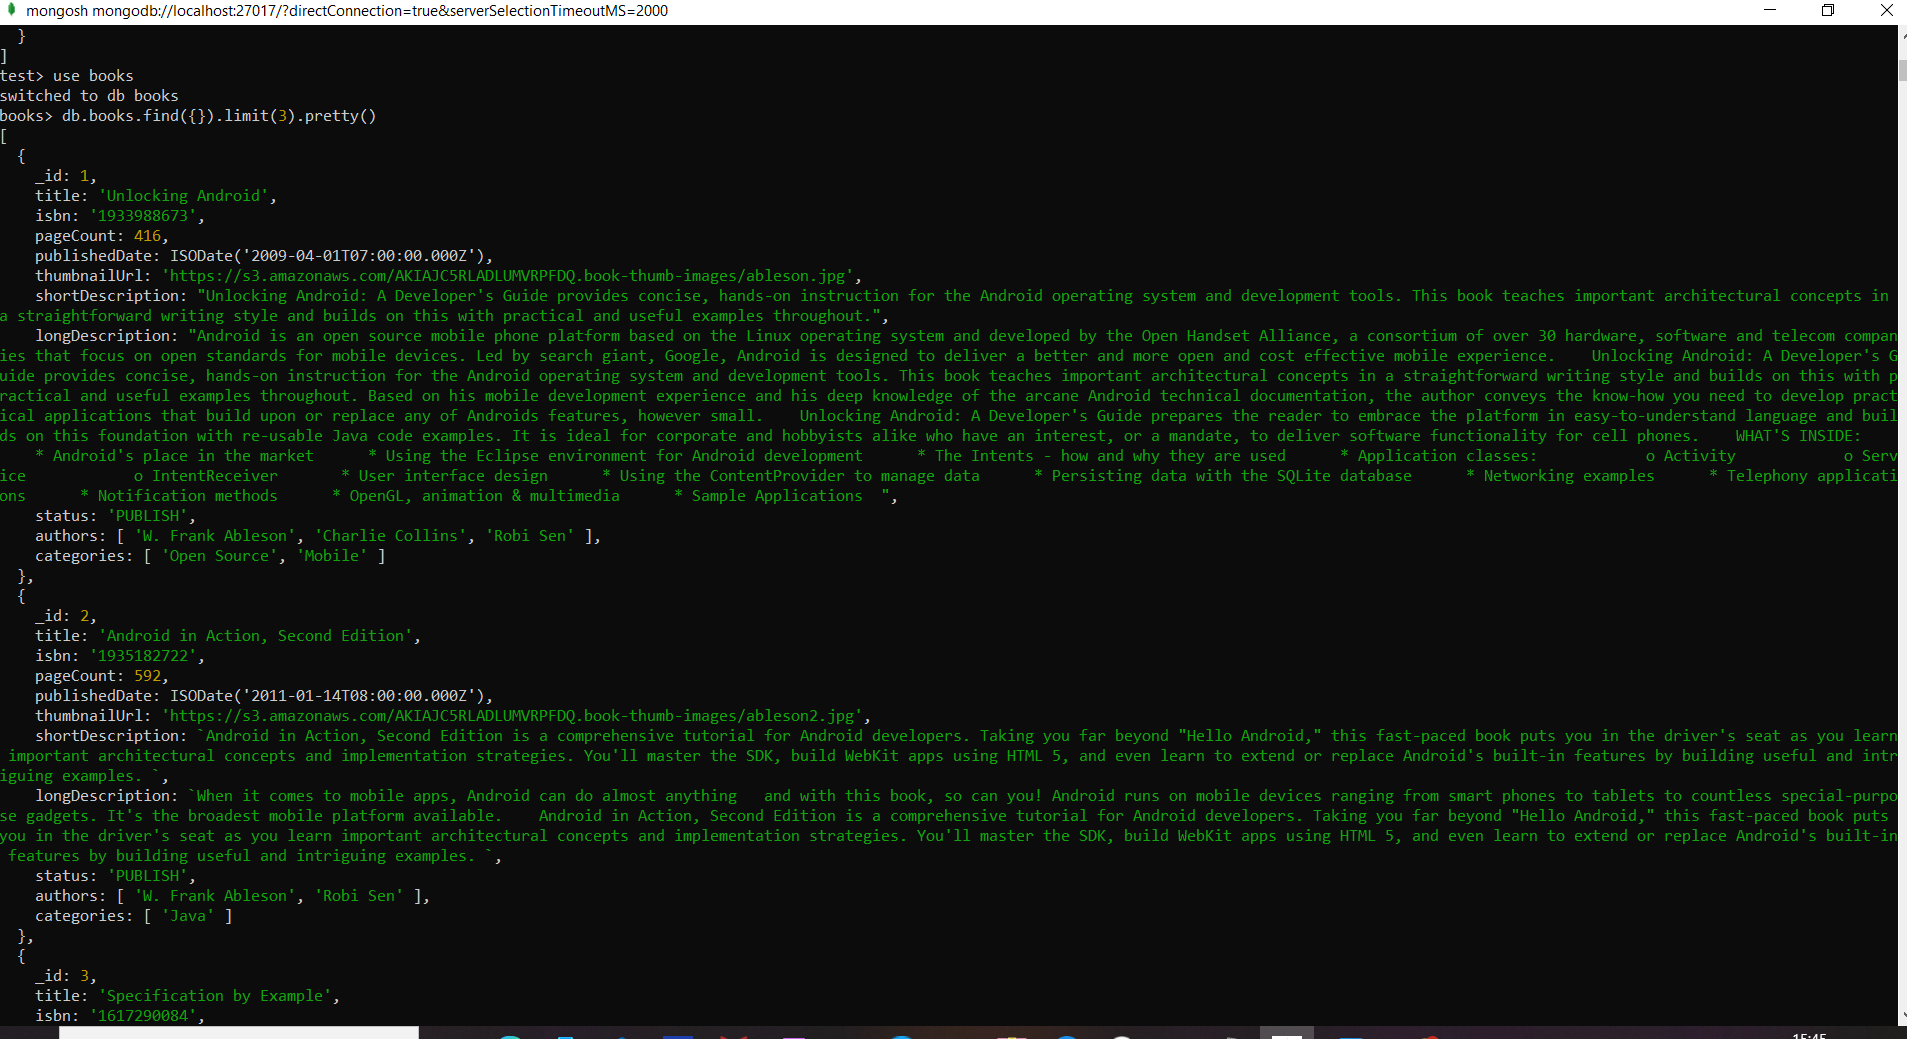 mongosh mongodb://localhost:27017/?directConnection=true&serverSelectionTimeoutMS=2000
}
]
test> use books
switched to db books
books> db.books.find({}).limit(3).pretty()
[
{
_id: 1,
title: 'Unlocking Android',
isbn: '1933988673',
pageCount: 416,
publishedDate: ISODate('2009-04-01T07:00:00.000Z'),
thumbnailUrl: 'https://s3.amazonaws.com/AKIAJC5RLADLUMVRPFDQ.book-thumb-images/ableson.jpg',
shortDescription: "Unlocking Android: A Developer's Guide provides concise, hands-on instruction for the Android operating system and development tools. This book teaches important architectural concepts in
a straightforward writing style and builds on this with practical and useful examples throughout.",
longDescription: "Android is an open source mobile phone platform based on the Linux operating system and developed by the Open Handset Alliance, a consortium of over 30 hardware, software and telecom compan
ies that focus on open standards for mobile devices. Led by search giant, Google, Android is designed to deliver a better and more open and cost effective mobile experience.    Unlocking Android: A Developer's G
uide provides concise, hands-on instruction for the Android operating system and development tools. This book teaches important architectural concepts in a straightforward writing style and builds on this with p
ractical and useful examples throughout. Based on his mobile development experience and his deep knowledge of the arcane Android technical documentation, the author conveys the know-how you need to develop pract
ical applications that build upon or replace any of Androids features, however small.    Unlocking Android: A Developer's Guide prepares the reader to embrace the platform in easy-to-understand language and buil
ds on this foundation with re-usable Java code examples. It is ideal for corporate and hobbyists alike who have an interest, or a mandate, to deliver software functionality for cell phones.    WHAT'S INSIDE:
* Android's place in the market      * Using the Eclipse environment for Android development      * The Intents - how and why they are used      * Application classes:            o Activity            o Serv
ice            o IntentReceiver       * User interface design      * Using the ContentProvider to manage data      * Persisting data with the SQLite database      * Networking examples      * Telephony applicati
ons      * Notification methods      * OpenGL, animation & multimedia      * Sample Applications  ",
status: 'PUBLISH',
authors: [ 'W. Frank Ableson', 'Charlie Collins', 'Robi Sen' ],
categories: [ 'Open Source', 'Mobile' ]
},
{
_id: 2,
title: 'Android in Action, Second Edition',
isbn: '1935182722',
pageCount: 592,
publishedDate: ISODate('2011-01-14T08:00:00.000Z'),
thumbnailUrl: 'https://s3.amazonaws.com/AKIAJC5RLADLUMVRPFDQ.book-thumb-images/ableson2.jpg',
shortDescription: `Android in Action, Second Edition is a comprehensive tutorial for Android developers. Taking you far beyond "Hello Android," this fast-paced book puts you in the driver's seat as you learn
important architectural concepts and implementation strategies. You'll master the SDK, build WebKit apps using HTML 5, and even learn to extend or replace Android's built-in features by building useful and intr
iguing examples. `,
longDescription: `When it comes to mobile apps, Android can do almost anything   and with this book, so can you! Android runs on mobile devices ranging from smart phones to tablets to countless special-purpo
se gadgets. It's the broadest mobile platform available.    Android in Action, Second Edition is a comprehensive tutorial for Android developers. Taking you far beyond "Hello Android," this fast-paced book puts
you in the driver's seat as you learn important architectural concepts and implementation strategies. You'll master the SDK, build WebKit apps using HTML 5, and even learn to extend or replace Android's built-in
features by building useful and intriguing examples. `,
status: 'PUBLISH',
authors: [ 'W. Frank Ableson', 'Robi Sen' ],
categories: [ 'Java' ]
},
{
_id: 3,
title: 'Specification by Example',
isbn: '1617290084',